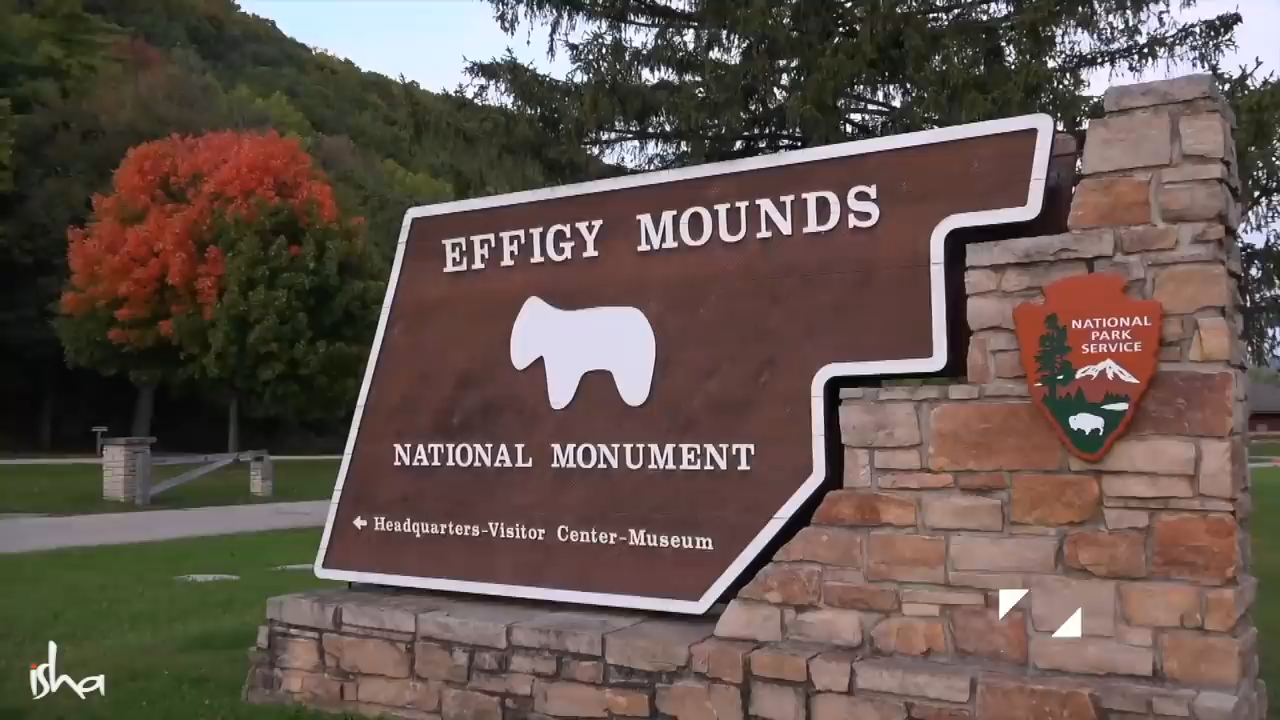 EFFIGY MOUNDS
NATIONAL MONUMENT
← Headquarters-Visitor Center-Museum
NATIONAL
PARK
SERVICE
isha